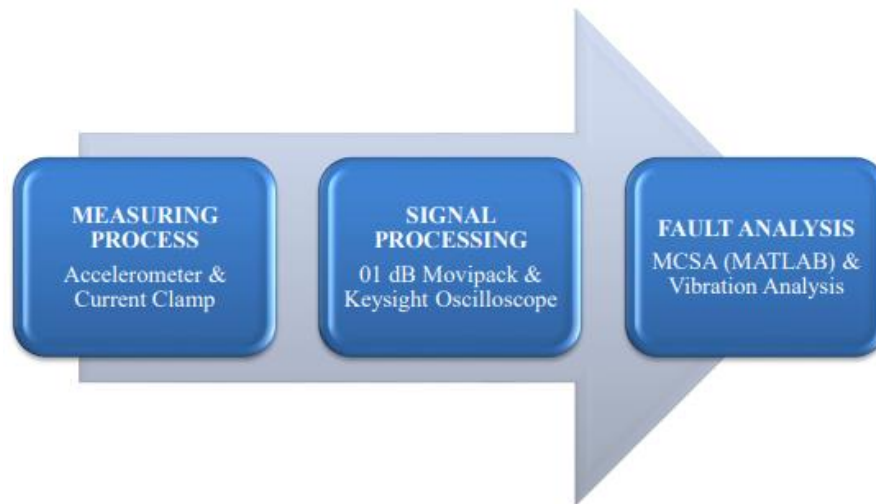 MEASURING
PROCESS
Accelerometer &
Current Clamp
SIGNAL
PROCESSING
01 dB Movipack &
Keysight Oscilloscope
FAULT ANALYSIS
MCSA (MATLAB) &
Vibration Analysis